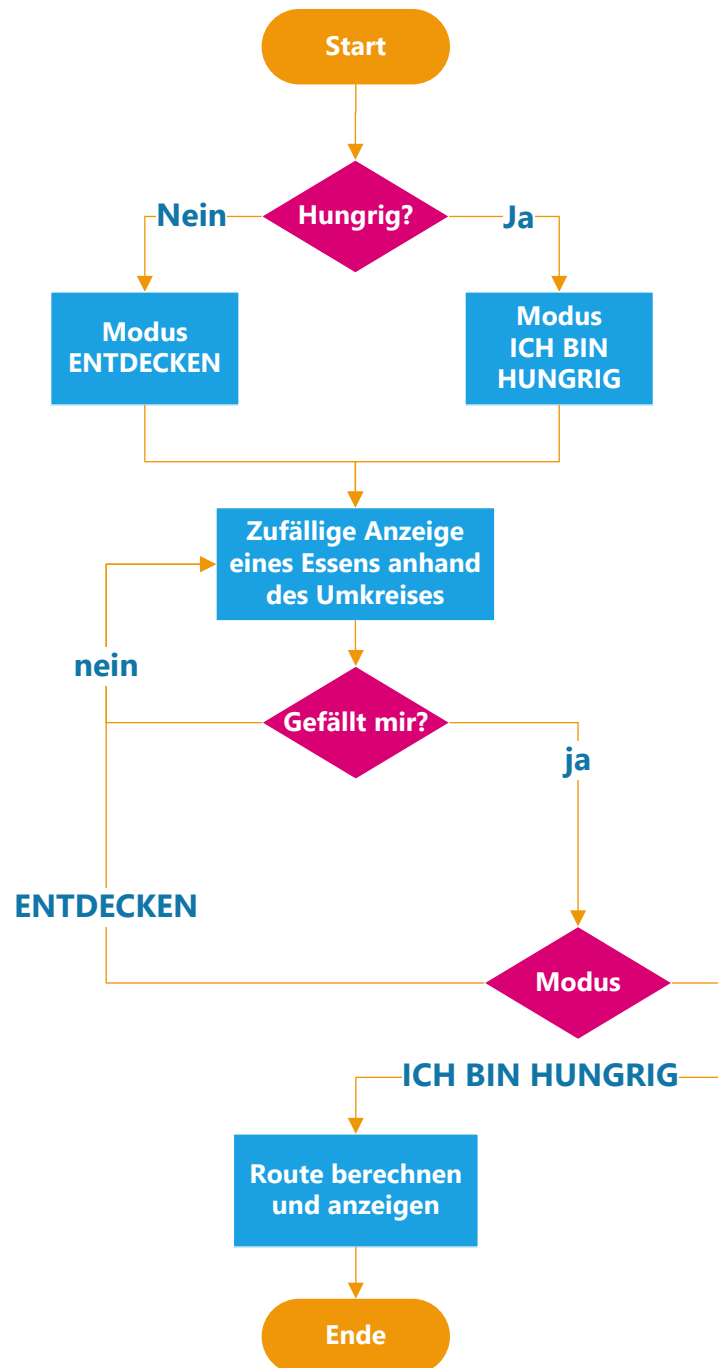 Start
Hungrig?
Nein
Ja
Modus
ENTDECKEN
Modus
ICH BIN
HUNGRIG
Zufällige Anzeige
eines Essens anhand
des Umkreises
nein
Gefällt mir?
ja
ENTDECKEN
Modus
ICH BIN HUNGRIG
Route berechnen
und anzeigen
Ende